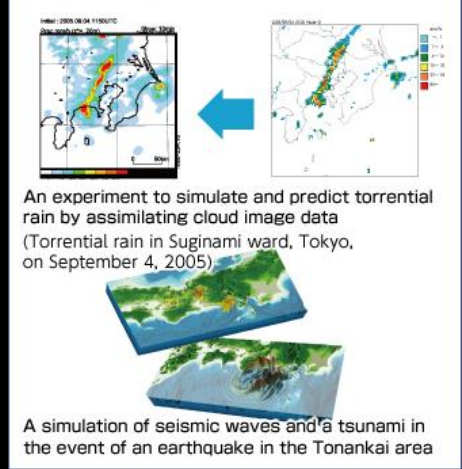 An experiment to simulate and predict torrential
rain by assimilating cloud image data
(Torrential rain in Suginami ward, Tokyo,
on September 4, 2005)
A simulation of seismic waves and a tsunami in
the event of an earthquake in the Tonankai area